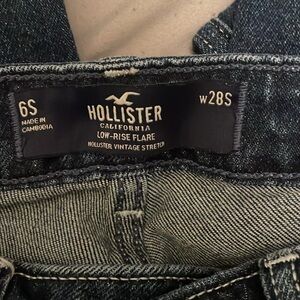 6S
MADE IN
CAMBODIA
HOLLISTER
CALIFORNIA
LOW-RISE FLARE
HOLLISTER VINTAGE STRETCH
W28S